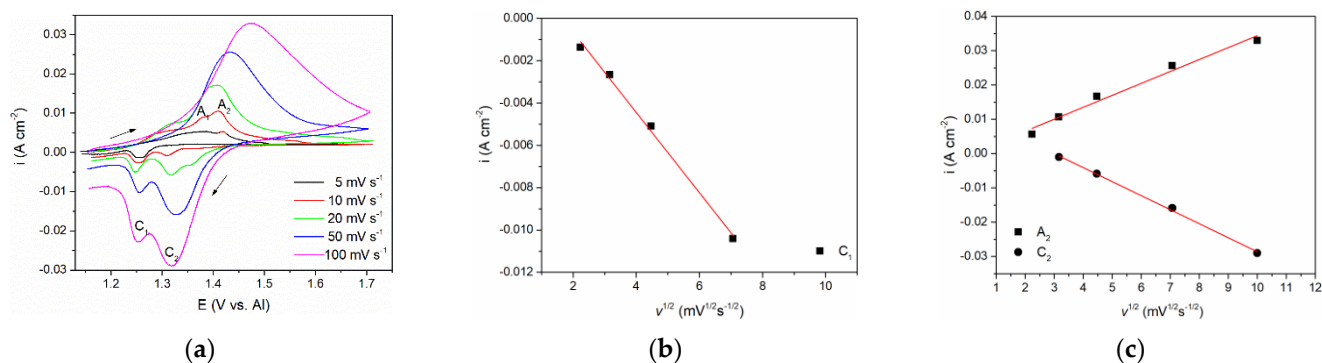 0.03
0.02
0.01
0.00
-0.01
-0.02
-0.03
i (A cm⁻²)
A₁
A₂
C₁
C₂
5 mV s⁻¹
10 mV s⁻¹
20 mV s⁻¹
50 mV s⁻¹
100 mV s⁻¹
1.2 1.3 1.4 1.5 1.6 1.7
E (V vs. Al)
(a)
0.000
-0.002
-0.004
-0.006
-0.008
-0.010
-0.012
i (A cm⁻²)
C₁
2 4 6 8 10
v¹/² (mV¹/²s⁻¹/²)
(b)
0.04
0.03
0.02
0.01
0.00
-0.01
-0.02
-0.03
i (A cm⁻²)
A₂
C₂
1 2 3 4 5 6 7 8 9 10 11 12
v¹/² (mV¹/²s⁻¹/²)
(c)